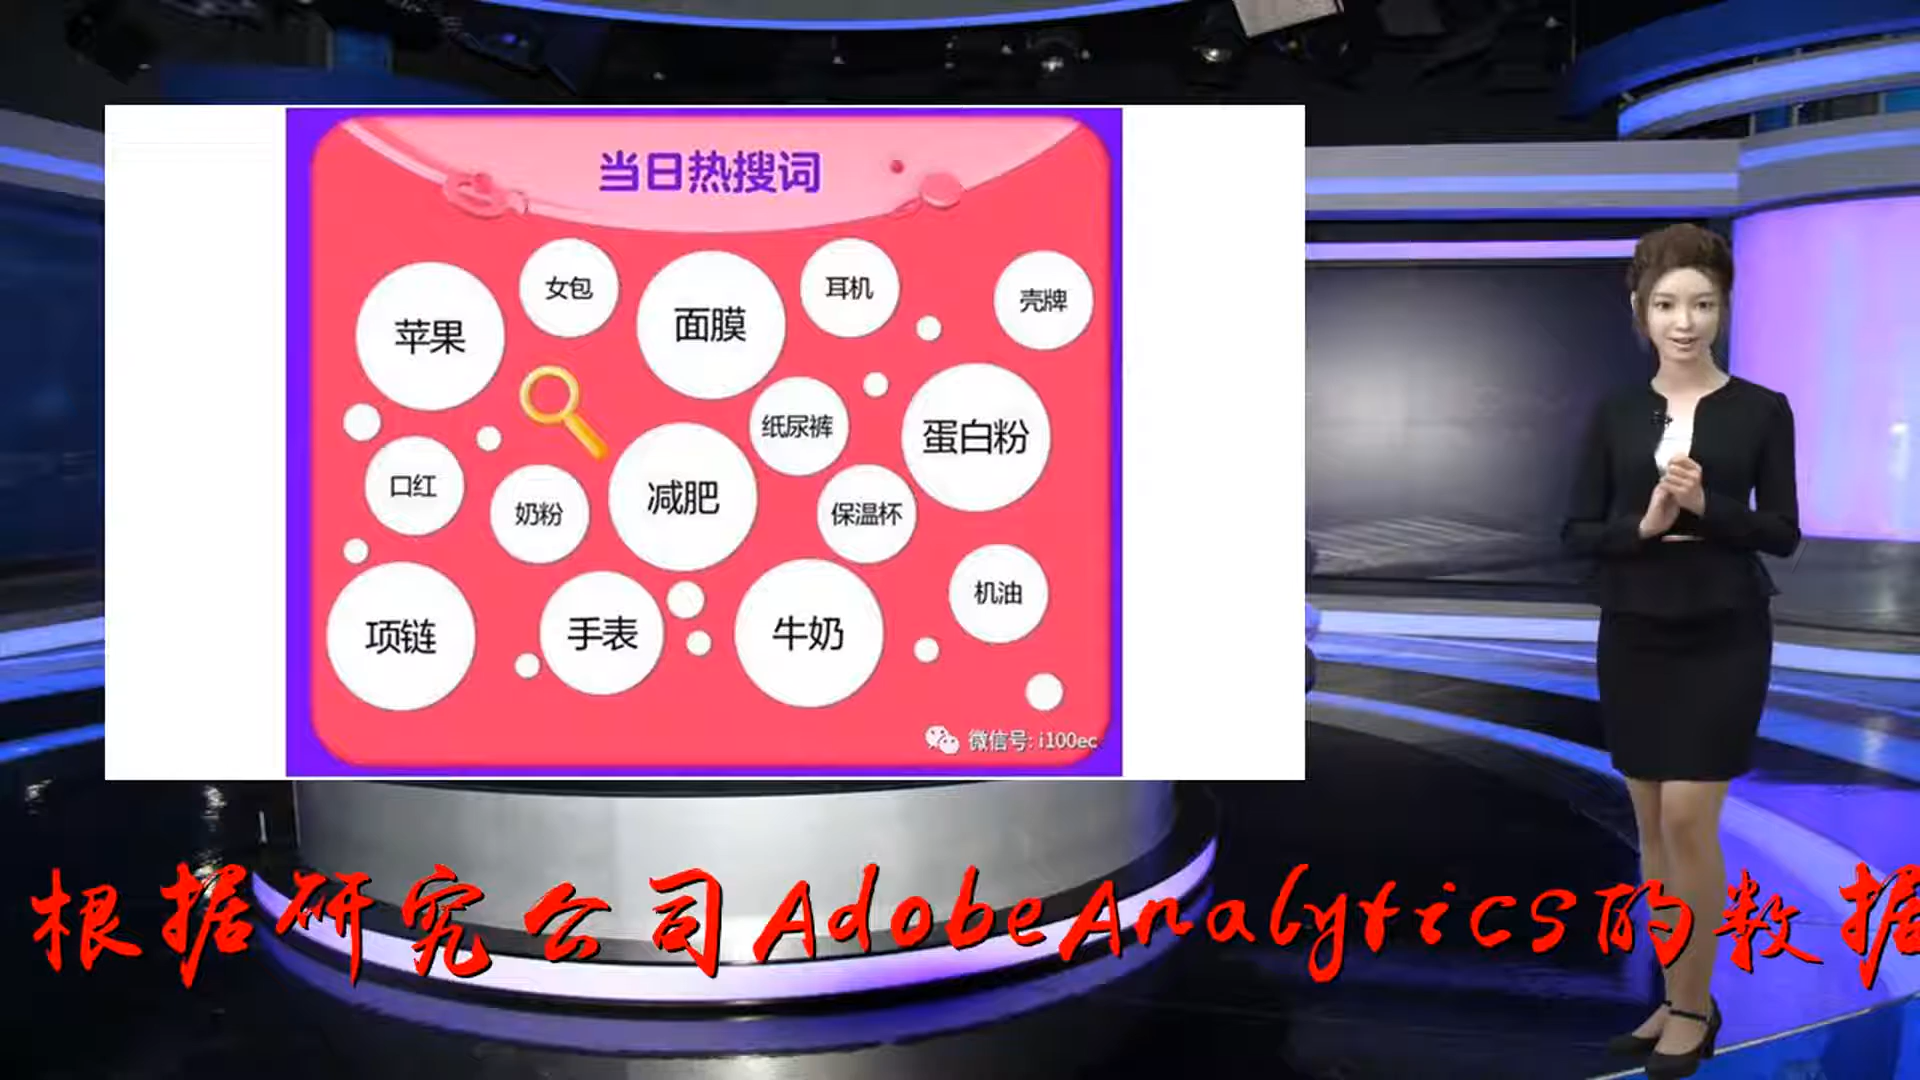 当日热搜词
女包
耳机
壳牌
苹果
面膜
纸尿裤
蛋白粉
口红
奶粉
减肥
保温杯
机油
项链
手表
牛奶
微信号: i100ec
根据研究公司AdobeAnalytics的数据